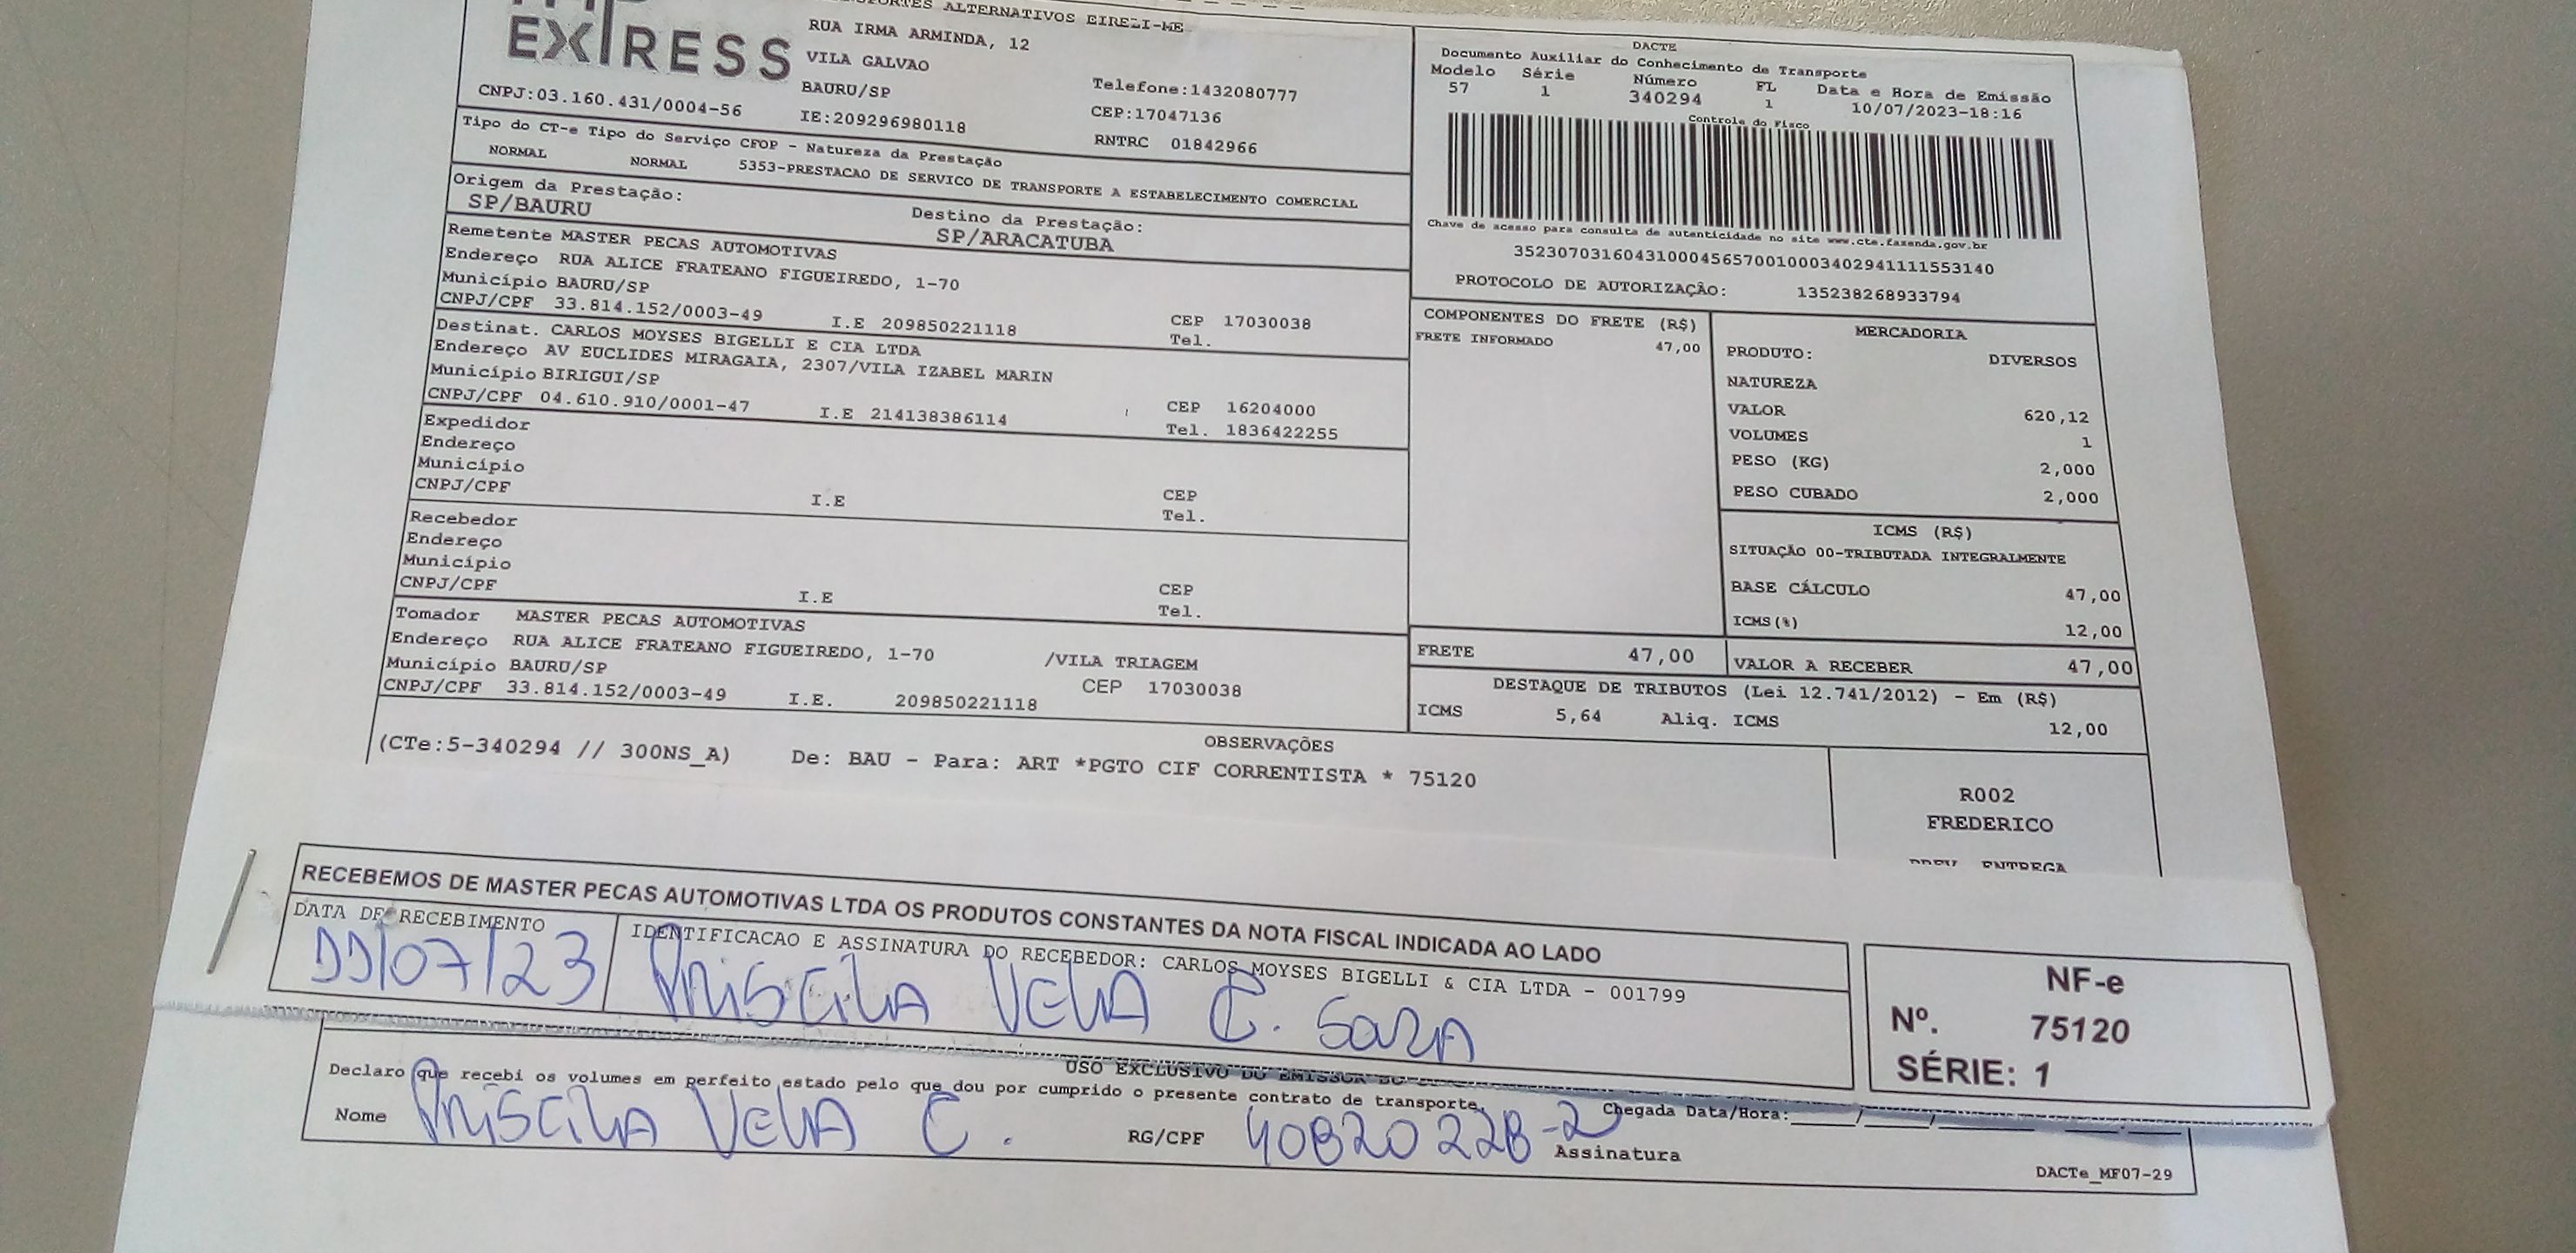 ALTERNATIVOS EIRELI-ME
EXPRESS
RUA IRMA ARMINDA, 12
VILA GALVAO
BAURU/SP Telefone:1432080777
CNPJ:03.160.431/0004-56 IE:209296980118 CEP:17047136
RNTRC 01842966
Tipo do CT-e Tipo do Serviço CFOP - Natureza da Prestação
NORMAL NORMAL 5353-PRESTACAO DE SERVICO DE TRANSPORTE A ESTABELECIMENTO COMERCIAL
Origem da Prestação: Destino da Prestação:
SP/BAURU SP/ARACATUBA
Remetente MASTER PECAS AUTOMOTIVAS
Endereço RUA ALICE FRATEANO FIGUEIREDO, 1-70
Município BAURU/SP CEP 17030038
CNPJ/CPF 33.814.152/0003-49 I.E 209850221118 Tel.
Destinat. CARLOS MOYSES BIGELLI E CIA LTDA
Endereço AV EUCLIDES MIRAGAIA, 2307/VILA IZABEL MARIN
Município BIRIGUI/SP CEP 16204000
CNPJ/CPF 04.610.910/0001-47 I.E 214138386114 Tel. 1836422255
Expedidor
Endereço
Município CEP
CNPJ/CPF I.E Tel.
Recebedor
Endereço
Município CEP
CNPJ/CPF I.E Tel.
Tomador MASTER PECAS AUTOMOTIVAS
Endereço RUA ALICE FRATEANO FIGUEIREDO, 1-70 /VILA TRIAGEM
Município BAURU/SP CEP 17030038
CNPJ/CPF 33.814.152/0003-49 I.E. 209850221118
DACTE
Documento Auxiliar do Conhecimento de Transporte
Modelo Série Número FL Data e Hora de Emissão
57 1 340294 1 10/07/2023-18:16
Controle do Fisco
Chave de acesso para consulta de autenticidade no site www.cte.fazenda.gov.br
35230703160431000456570010003402941111553140
PROTOCOLO DE AUTORIZAÇÃO: 135238268933794
COMPONENTES DO FRETE (R$)
FRETE INFORMADO 47,00
MERCADORIA
PRODUTO: DIVERSOS
NATUREZA
VALOR 620,12
VOLUMES 1
PESO (KG) 2,000
PESO CUBADO 2,000
ICMS (R$)
SITUAÇÃO 00-TRIBUTADA INTEGRALMENTE
BASE CÁLCULO 47,00
ICMS(%) 12,00
FRETE 47,00 VALOR A RECEBER 47,00
DESTAQUE DE TRIBUTOS (Lei 12.741/2012) - Em (R$)
ICMS 5,64 Aliq. ICMS 12,00
OBSERVAÇÕES
(CTe:5-340294 // 300NS_A) De: BAU - Para: ART *PGTO CIF CORRENTISTA * 75120
R002
FREDERICO
PREV. ENTREGA
RECEBEMOS DE MASTER PECAS AUTOMOTIVAS LTDA OS PRODUTOS CONSTANTES DA NOTA FISCAL INDICADA AO LADO
DATA DE RECEBIMENTO IDENTIFICACAO E ASSINATURA DO RECEBEDOR: CARLOS MOYSES BIGELLI & CIA LTDA - 001799
11/07/23 Priscila Vela C.
NF-e
Nº. 75120
SÉRIE: 1
USO EXCLUSIVO DO EMISSOR DO
Declaro que recebi os volumes em perfeito estado pelo que dou por cumprido o presente contrato de transporte.
Chegada Data/Hora:_____/_____/
Nome Priscila Vela C. RG/CPF 40820228-2 Assinatura
DACTe_MF07-29